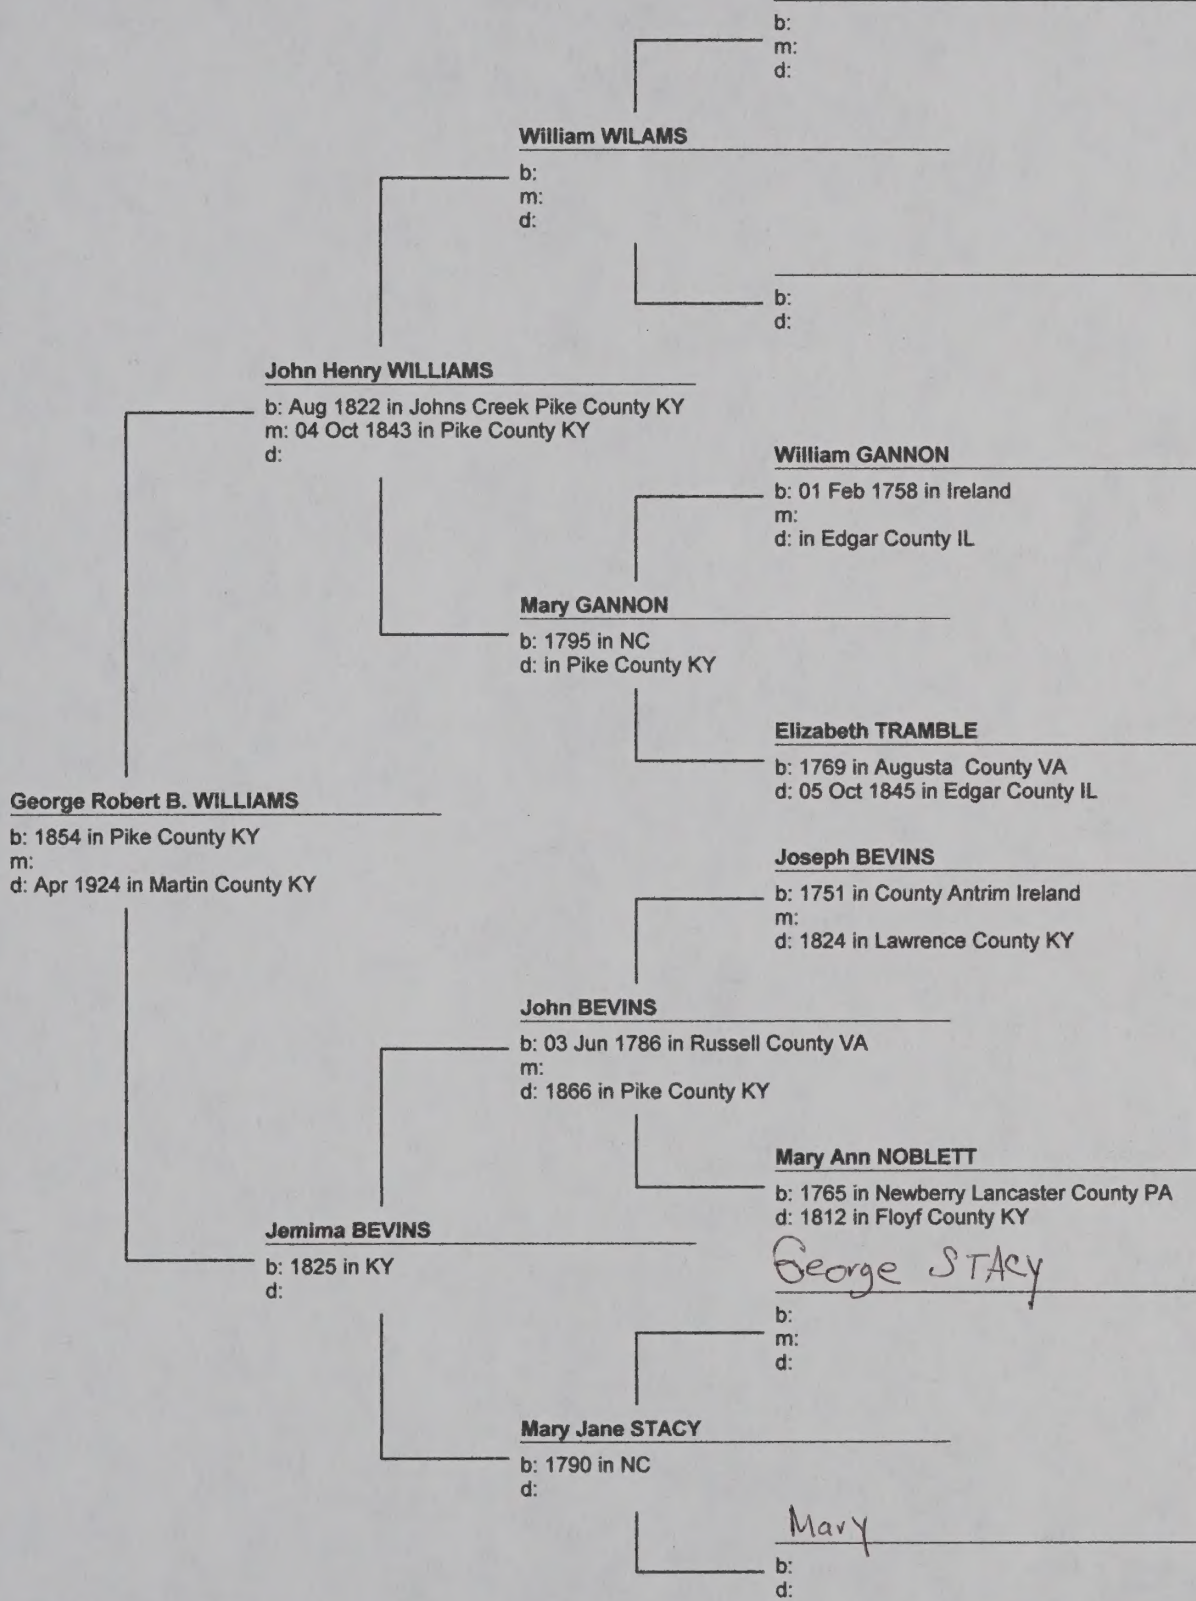 b:
m:
d:
William WILAMS
b:
m:
d:
b:
d:
John Henry WILLIAMS
b: Aug 1822 in Johns Creek Pike County KY
m: 04 Oct 1843 in Pike County KY
d:
William GANNON
b: 01 Feb 1758 in Ireland
m:
d: in Edgar County IL
Mary GANNON
b: 1795 in NC
d: in Pike County KY
Elizabeth TRAMBLE
b: 1769 in Augusta County VA
d: 05 Oct 1845 in Edgar County IL
George Robert B. WILLIAMS
b: 1854 in Pike County KY
m:
d: Apr 1924 in Martin County KY
Joseph BEVINS
b: 1751 in County Antrim Ireland
m:
d: 1824 in Lawrence County KY
John BEVINS
b: 03 Jun 1786 in Russell County VA
m:
d: 1866 in Pike County KY
Mary Ann NOBLETT
b: 1765 in Newberry Lancaster County PA
d: 1812 in Floyf County KY
Jemima BEVINS
b: 1825 in KY
d:
George STACY
b:
m:
d:
Mary Jane STACY
b: 1790 in NC
d:
Mary
b:
d: